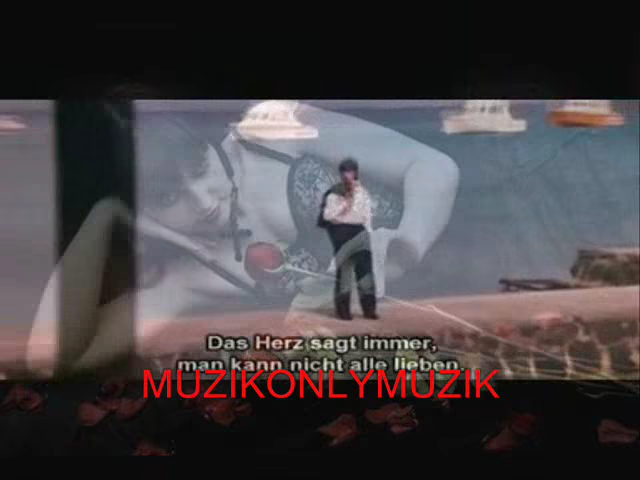 Das Herz sagt immer,
man kann nicht alle lieben..
MUZIKONLYMUZIK